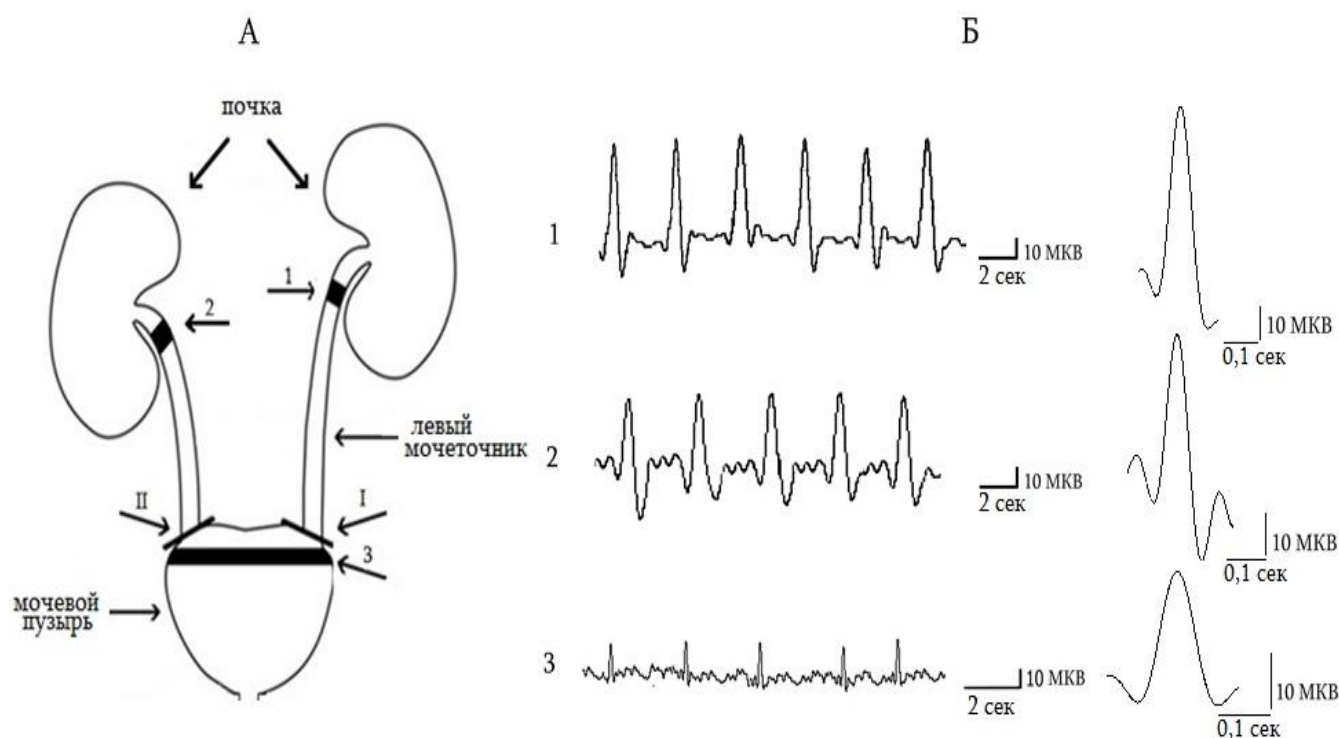 А
Б
почка
1
2
левый
мочеточник
II
I
3
мочевой
пузырь
1
10 МКВ
2 сек
10 МКВ
0,1 сек
2
10 МКВ
2 сек
10 МКВ
0,1 сек
3
10 МКВ
2 сек
10 МКВ
0,1 сек